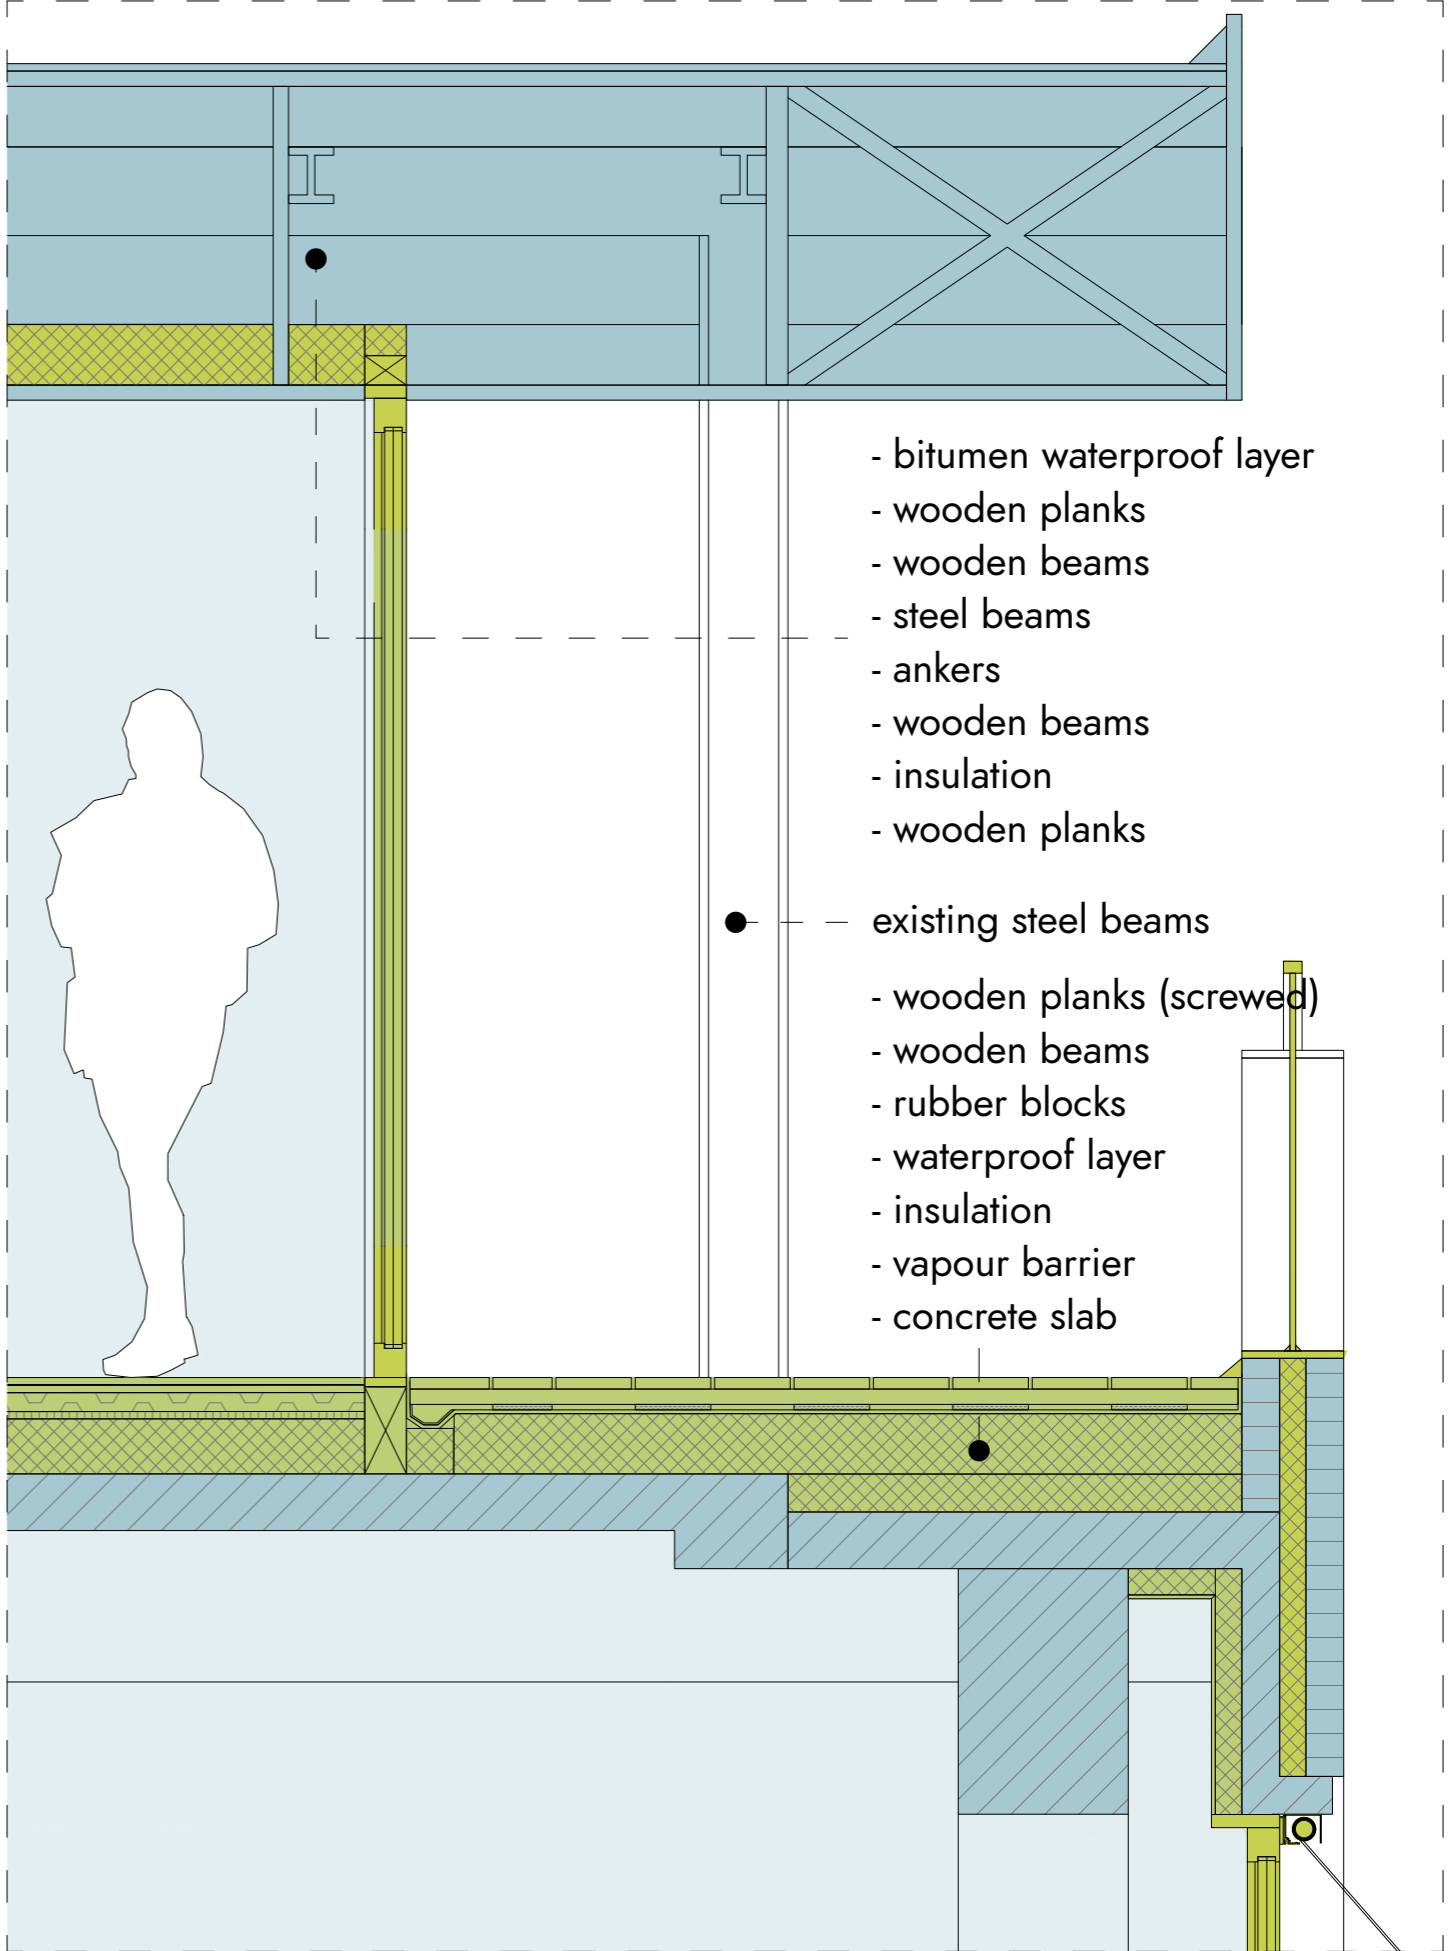 - bitumen waterproof layer
- wooden planks
- wooden beams
- steel beams
- ankers
- wooden beams
- insulation
- wooden planks
existing steel beams
- wooden planks (screwed)
- wooden beams
- rubber blocks
- waterproof layer
- insulation
- vapour barrier
- concrete slab